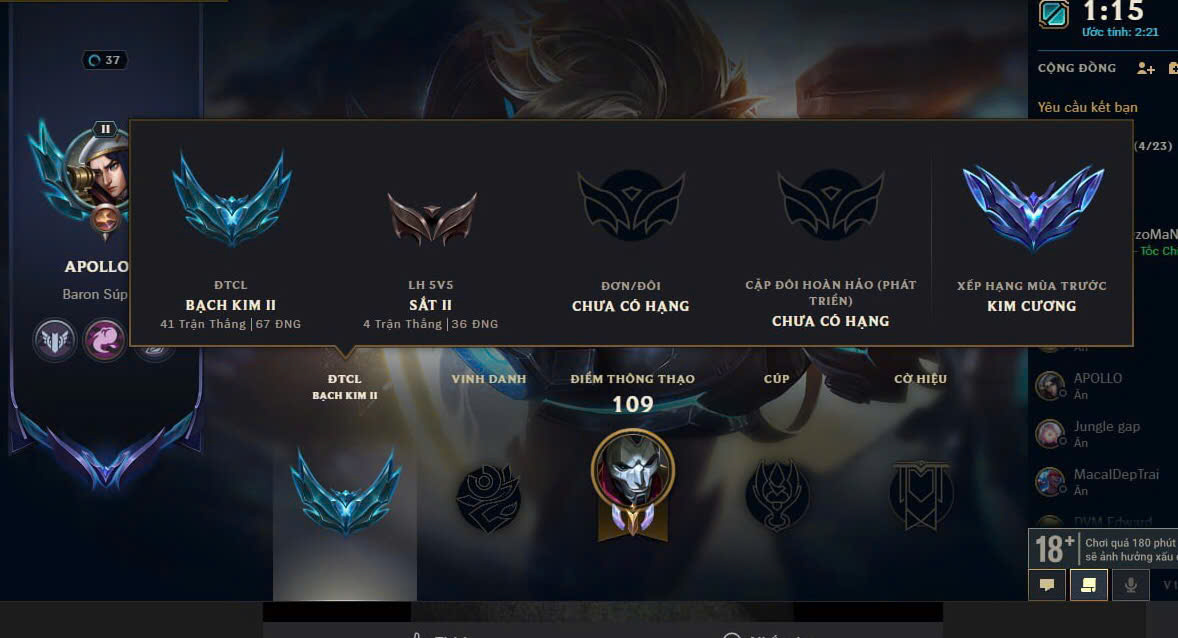 37
1:15
Ước tính: 2:21
CỘNG ĐỒNG
Yêu cầu kết bạn
(4/23)
II
APOLLO
Baron Súp
ĐTCL
BẠCH KIM II
41 Trận Thắng | 67 ĐNG
LH 5V5
SẮT II
4 Trận Thắng | 36 ĐNG
ĐƠN/ĐÔI
CHƯA CÓ HẠNG
CẶP ĐÔI HOÀN HẢO (PHÁT
TRIỂN)
CHƯA CÓ HẠNG
XẾP HẠNG MÙA TRƯỚC
KIM CƯƠNG
zoMaN
- Tốc Chi
ĐTCL
BẠCH KIM II
VINH DANH
ĐIỂM THÔNG THẠO
109
CÚP
CỜ HIỆU
Ẩn
APOLLO
Ẩn
Jungle gap
Ẩn
MacalDepTrai
Ẩn
DVM Edward
18+
Chơi quá 180 phút
sẽ ảnh hưởng xấu
V1